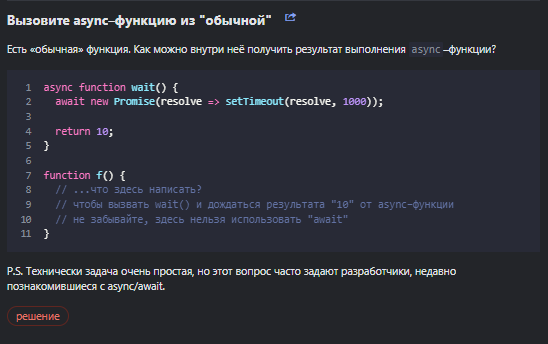 Вызовите async–функцию из "обычной"
Есть «обычная» функция. Как можно внутри неё получить результат выполнения async–функции?
1 async function wait() {
2   await new Promise(resolve => setTimeout(resolve, 1000));
3
4   return 10;
5 }
6
7 function f() {
8   // ...что здесь написать?
9   // чтобы вызвать wait() и дождаться результата "10" от async–функции
10   // не забывайте, здесь нельзя использовать "await"
11 }
P.S. Технически задача очень простая, но этот вопрос часто задают разработчики, недавно
познакомившиеся с async/await.
решение